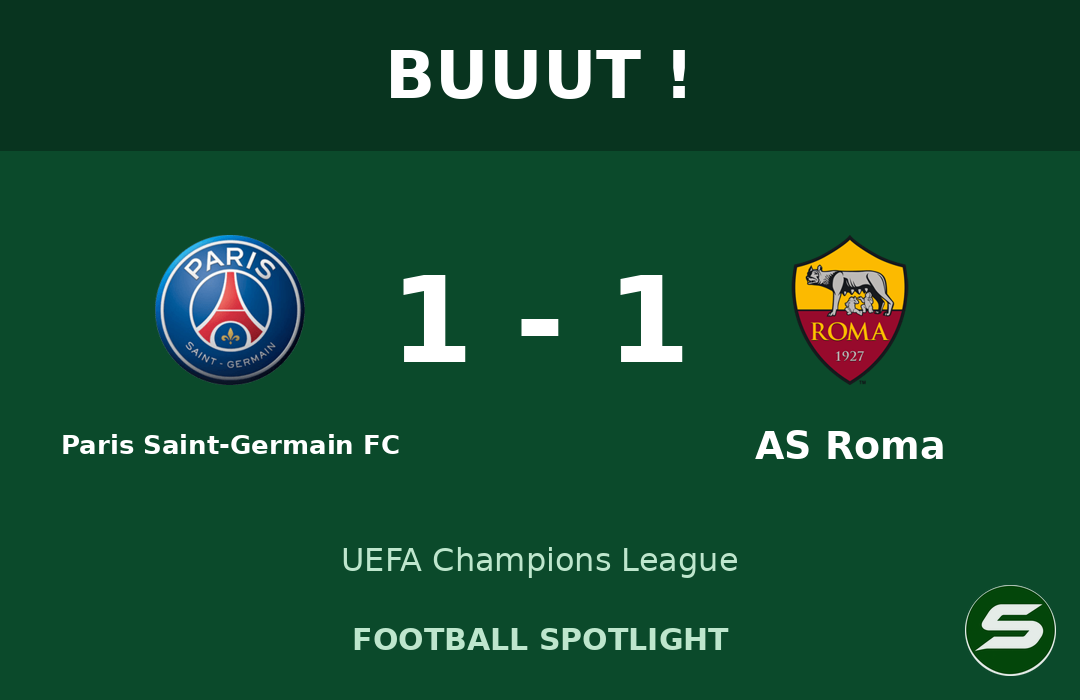 BUUUT !
PARIS
SAINT-GERMAIN
1 - 1
ROMA
1927
Paris Saint-Germain FC
AS Roma
UEFA Champions League
FOOTBALL SPOTLIGHT
S